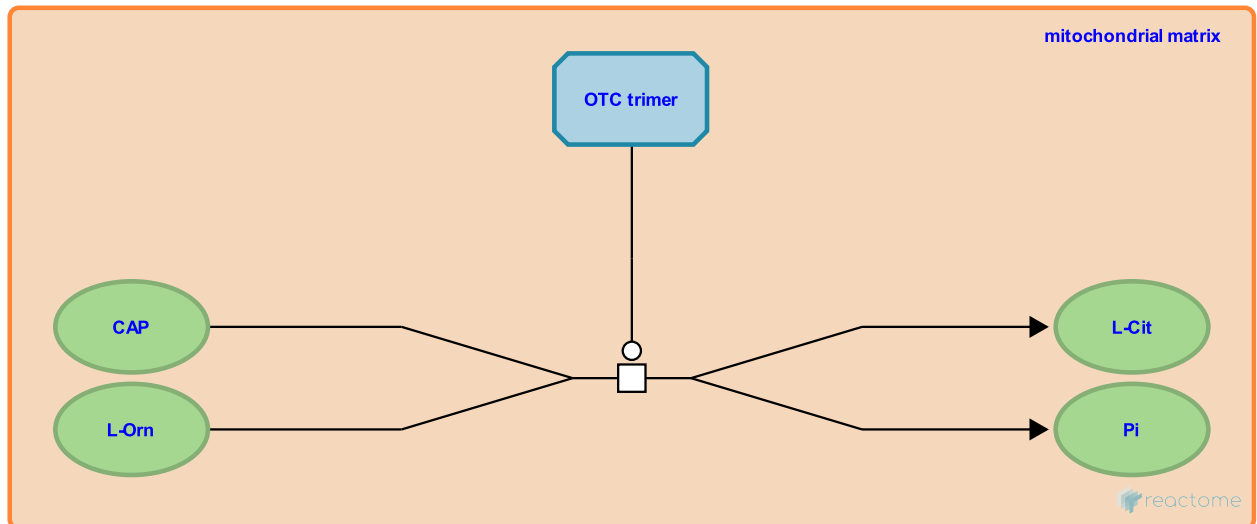 mitochondrial matrix
OTC trimer
CAP
L-Cit
L-Orn
Pi
reactome